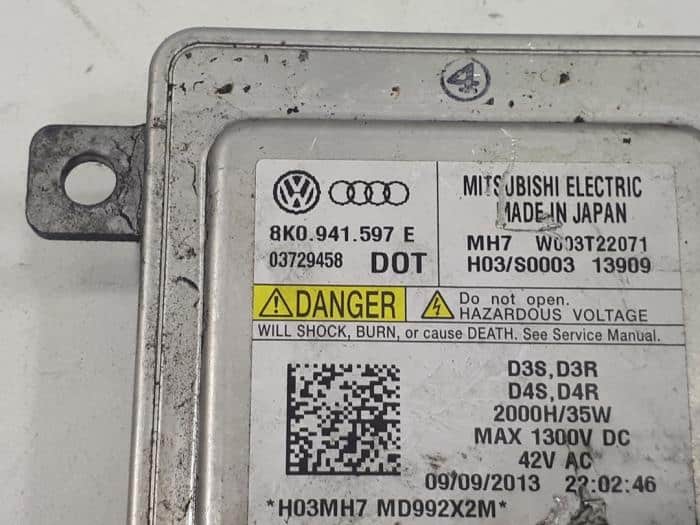 4
8K0.941.597 E
03729458 DOT
MITSUBISHI ELECTRIC
MADE IN JAPAN
MH7 W003T22071
H03/S0003 13909
DANGER
Do not open.
HAZARDOUS VOLTAGE
WILL SHOCK, BURN, or cause DEATH. See Service Manual.
D3S,D3R
D4S,D4R
2000H/35W
MAX 1300V DC
42V AC
09/09/2013 22:02:46
*H03MH7 MD992X2M*